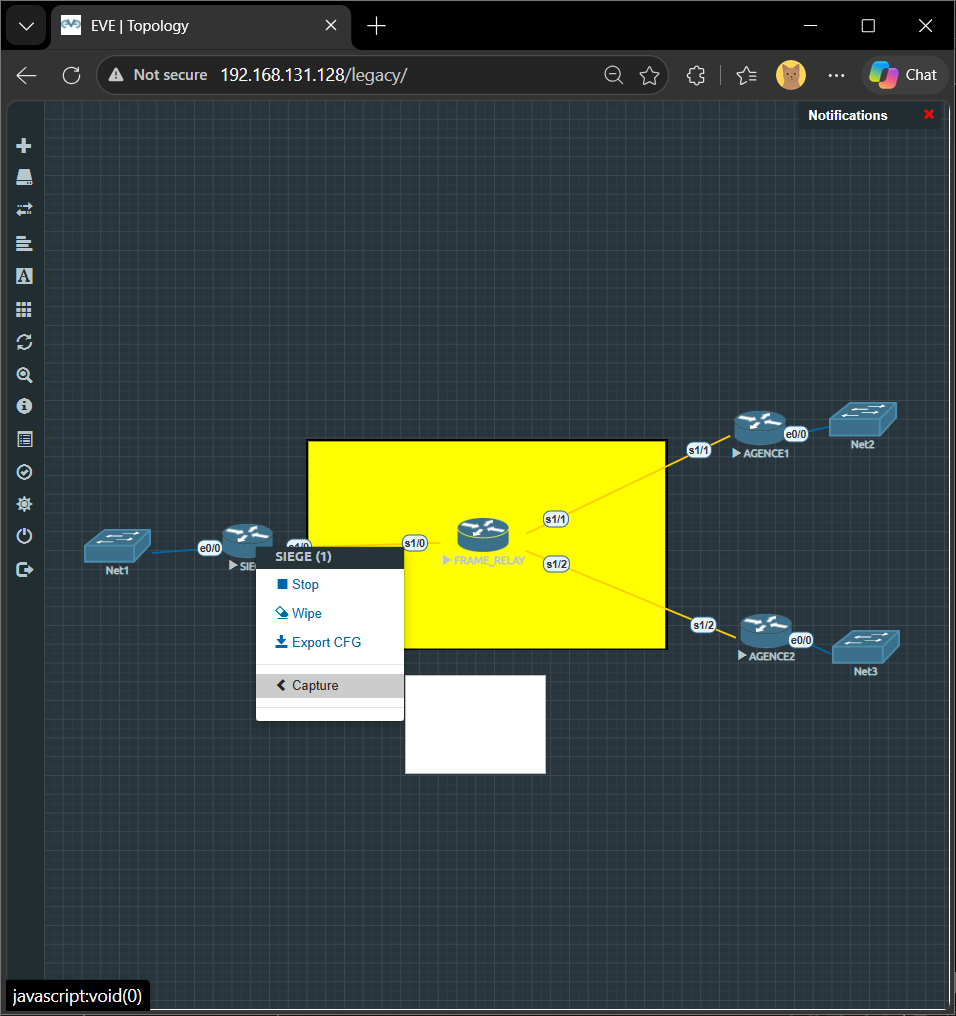 EVE | Topology
Not secure 192.168.131.128/legacy/
Chat
Notifications
s1/1
e0/0
AGENCE1
Net2
s1/1
s1/0
FRAME_RELAY
s1/2
e0/0
s1/0
Net1
SIEGE (1)
Stop
Wipe
Export CFG
Capture
s1/2
e0/0
AGENCE2
Net3
javascript:void(0)